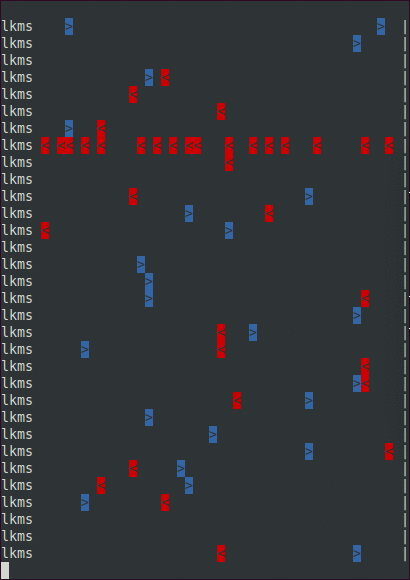 lkms > > |
lkms > |
lkms |
lkms > ^ |
lkms ^ |
lkms ^ |
lkms > ^ |
lkms ^ ^^ ^ ^ ^ ^ ^ ^^ ^ ^ ^ ^ ^ ^ ^ |
lkms ^ |
lkms |
lkms ^ > |
lkms > ^ |
lkms ^ > |
lkms |
lkms > |
lkms > |
lkms > ^ |
lkms > |
lkms ^ > |
lkms > ^ |
lkms ^ |
lkms >^ |
lkms ^ > |
lkms > |
lkms > |
lkms > ^ |
lkms ^ > |
lkms ^ > |
lkms > ^ |
lkms |
lkms |
lkms ^ > |